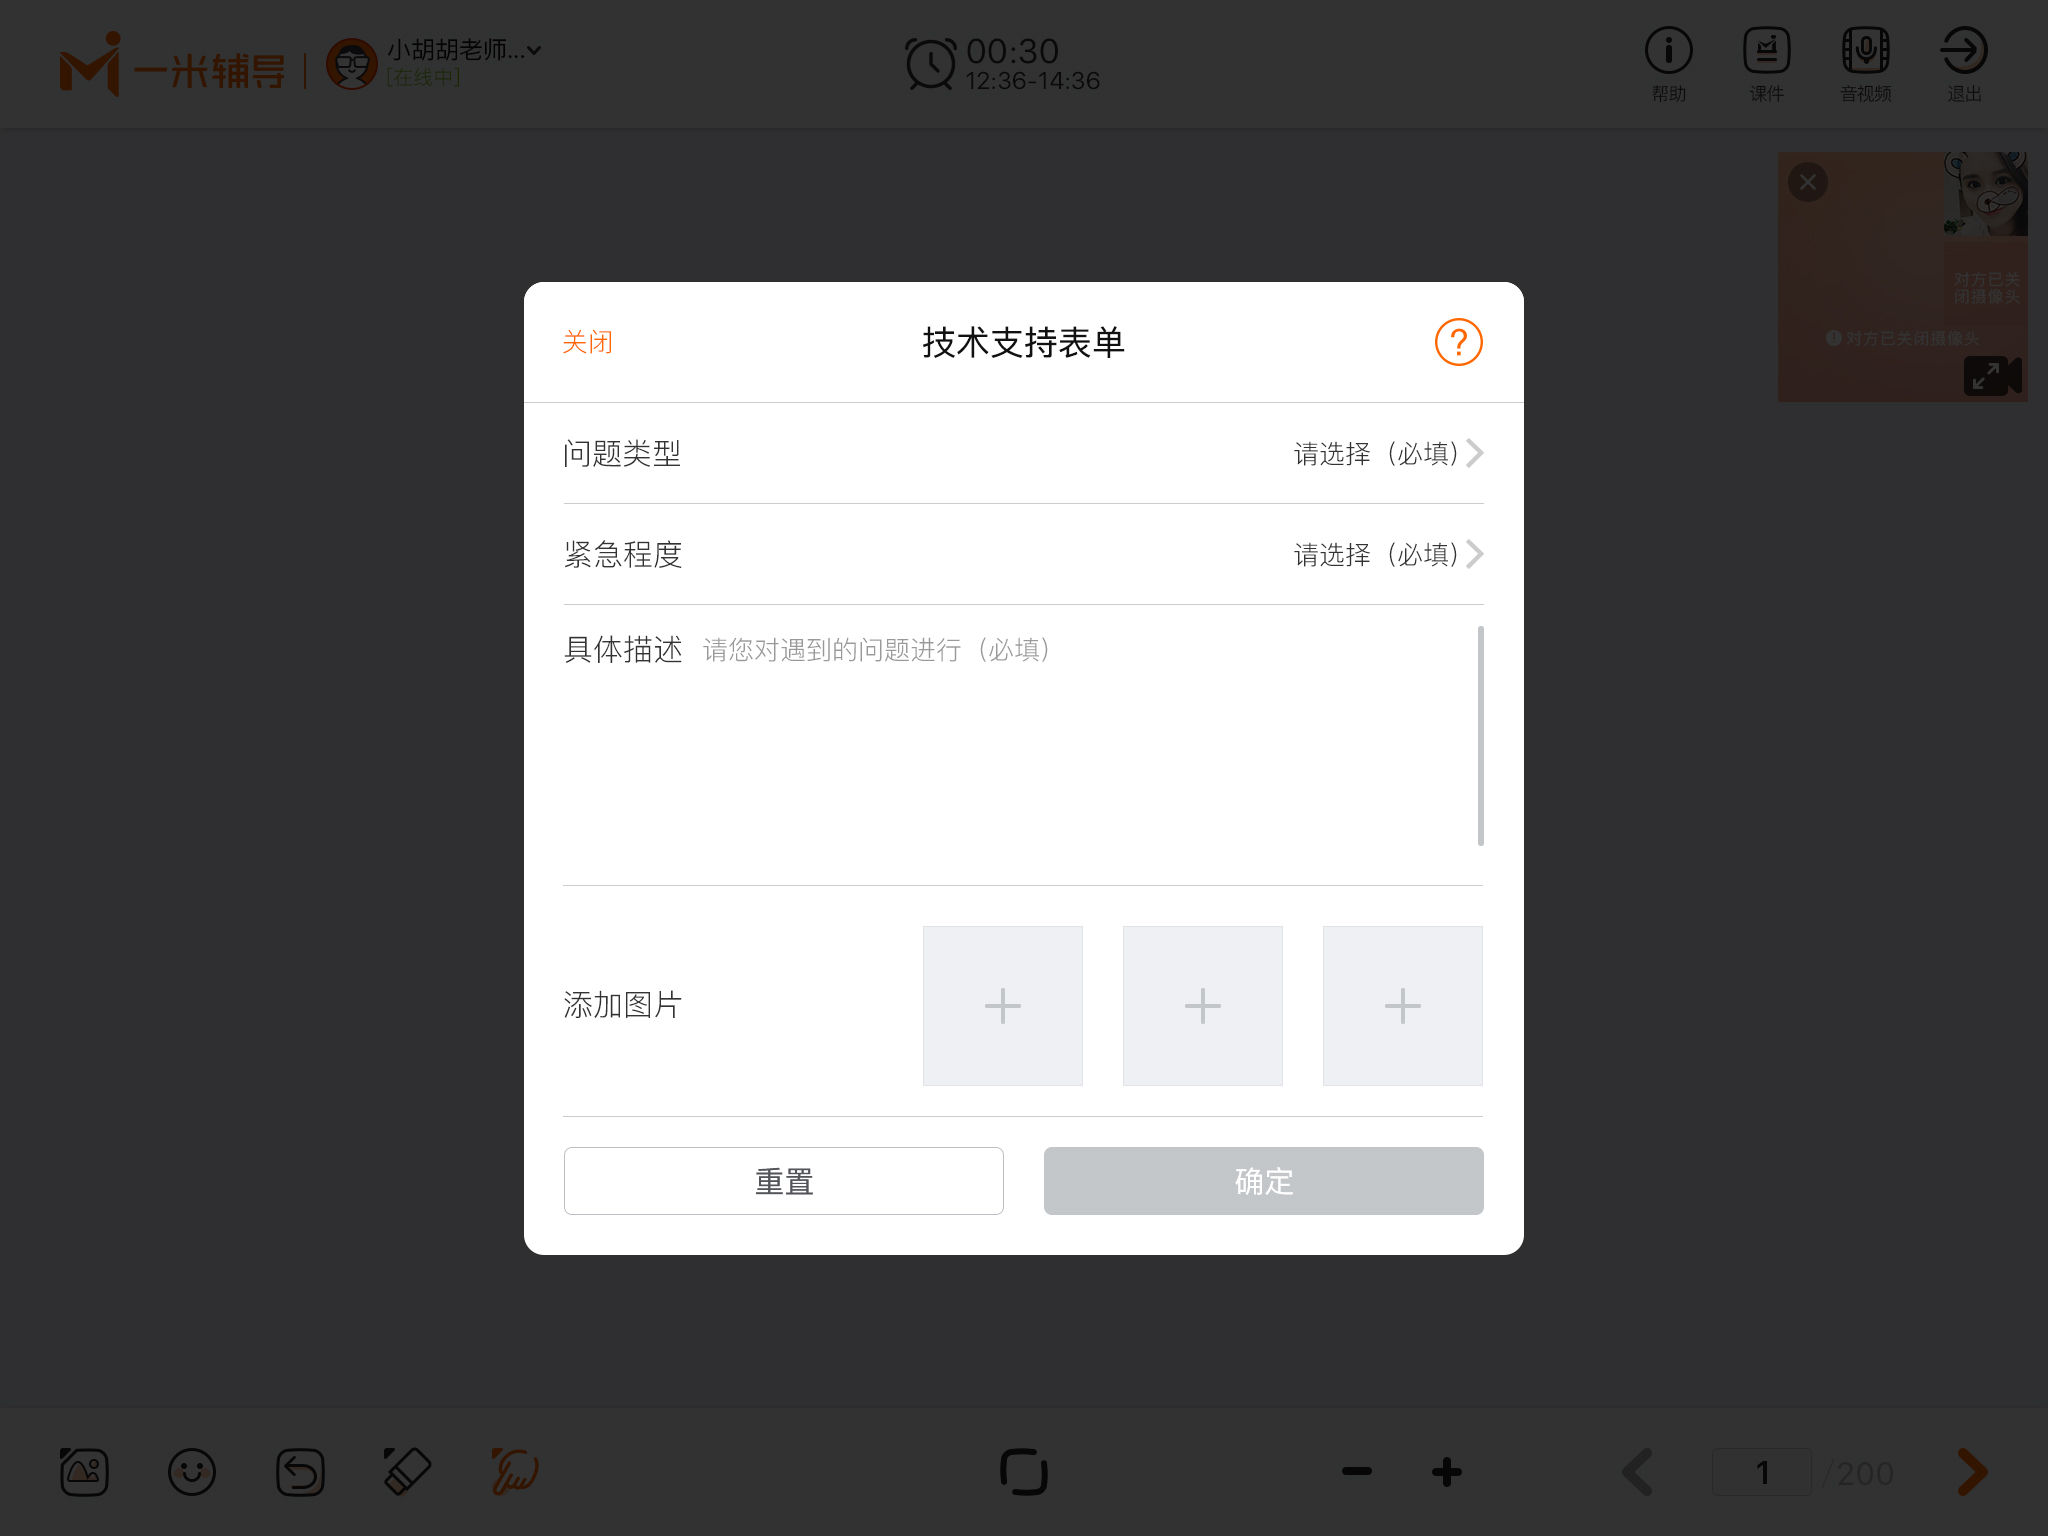 一米辅导
小胡胡老师...
[在线中]
00:30
12:36-14:36
帮助
课件
音视频
退出
对方已关
闭摄像头
对方已关闭摄像头
关闭
技术支持表单
?
问题类型
请选择（必填）
紧急程度
请选择（必填）
具体描述
请您对遇到的问题进行（必填）
添加图片
重置
确定
1
/200